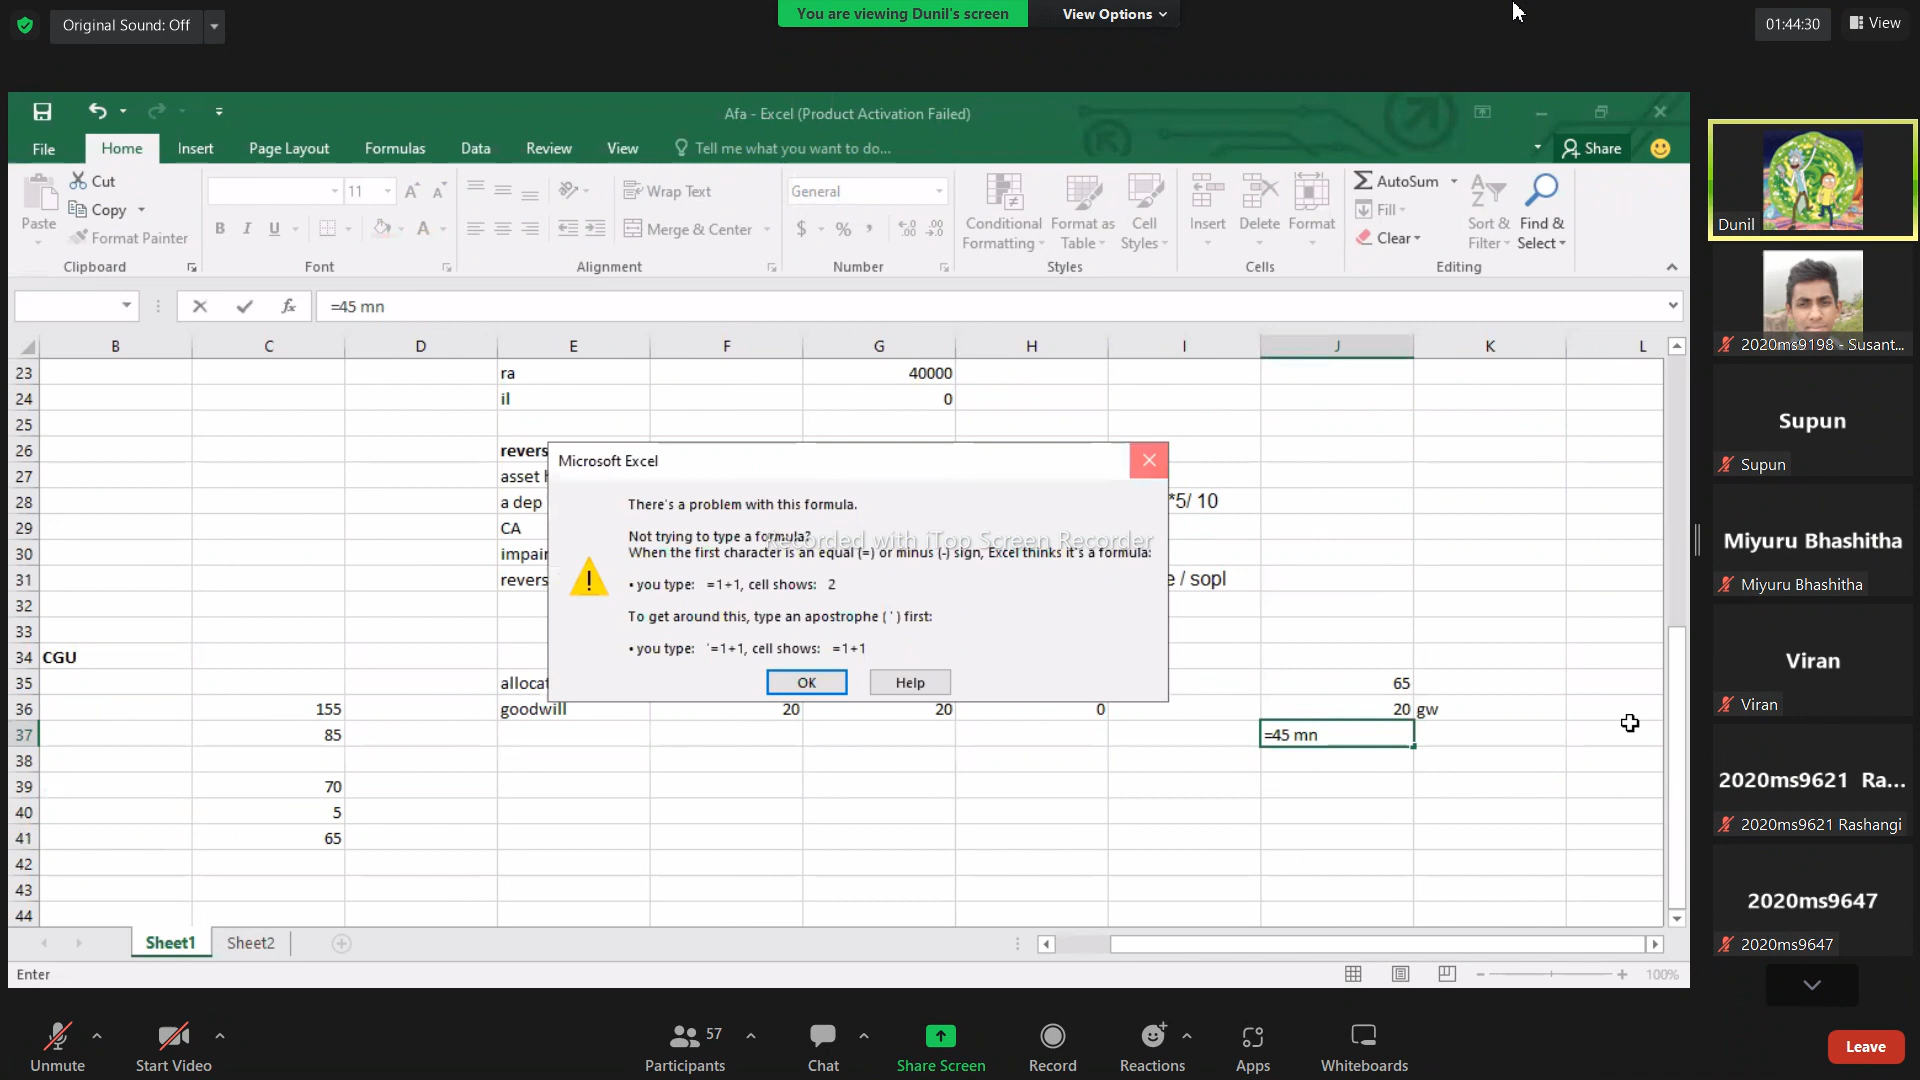 Original Sound: Off
You are viewing Dunil's screen
View Options
01:44:30
View
Afa - Excel (Product Activation Failed)
File
Home
Insert
Page Layout
Formulas
Data
Review
View
Tell me what you want to do...
Share
Paste
Cut
Copy
Format Painter
Clipboard
11
B I U
Font
Wrap Text
Merge & Center
Alignment
General
$ % ,
Number
Conditional Formatting
Format as Table
Cell Styles
Styles
Insert
Delete
Format
Cells
AutoSum
Fill
Clear
Sort & Filter
Find & Select
Editing
fx
=45 mn
B C D E F G H I J K L
23 ra 40000
24 il 0
25
26 revers
27 asset
28 a dep *5/ 10
29 CA
30 impair
31 revers e / sopl
32
33
34 CGU
35 allocat 65
36 155 goodwill 20 20 0 20 gw
37 85 =45 mn
38
39 70
40 5
41 65
42
43
44
Microsoft Excel
There's a problem with this formula.
Not trying to type a formula?
When the first character is an equal (=) or minus (-) sign, Excel thinks it's a formula:
• you type: =1+1, cell shows: 2
To get around this, type an apostrophe ( ' ) first:
• you type: '=1+1, cell shows: =1+1
OK
Help
Recorded with iTop Screen Recorder
Sheet1
Sheet2
Enter
100%
Dunil
2020ms9198 - Susant...
Supun
Supun
Miyuru Bhashitha
Miyuru Bhashitha
Viran
Viran
2020ms9621 Ra...
2020ms9621 Rashangi
2020ms9647
2020ms9647
Unmute
Start Video
Participants
57
Chat
Share Screen
Record
Reactions
Apps
Whiteboards
Leave